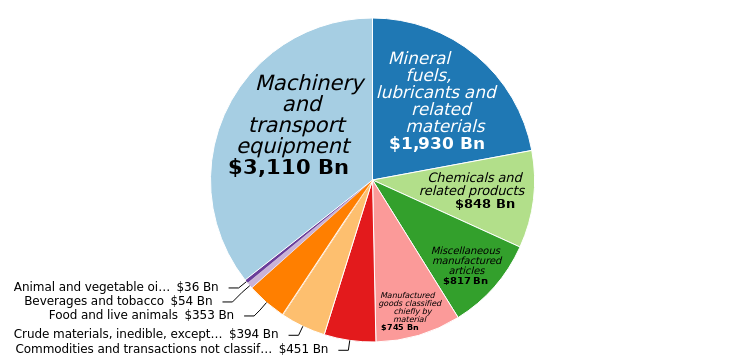 Machinery
and
transport
equipment
$3,110 Bn
Mineral
fuels,
lubricants and
related
materials
$1,930 Bn
Chemicals and
related products
$848 Bn
Miscellaneous
manufactured
articles
$817 Bn
Manufactured
goods classified
chiefly by
material
$745 Bn
Animal and vegetable oi... $36 Bn
Beverages and tobacco $54 Bn
Food and live animals $353 Bn
Crude materials, inedible, except... $394 Bn
Commodities and transactions not classif... $451 Bn